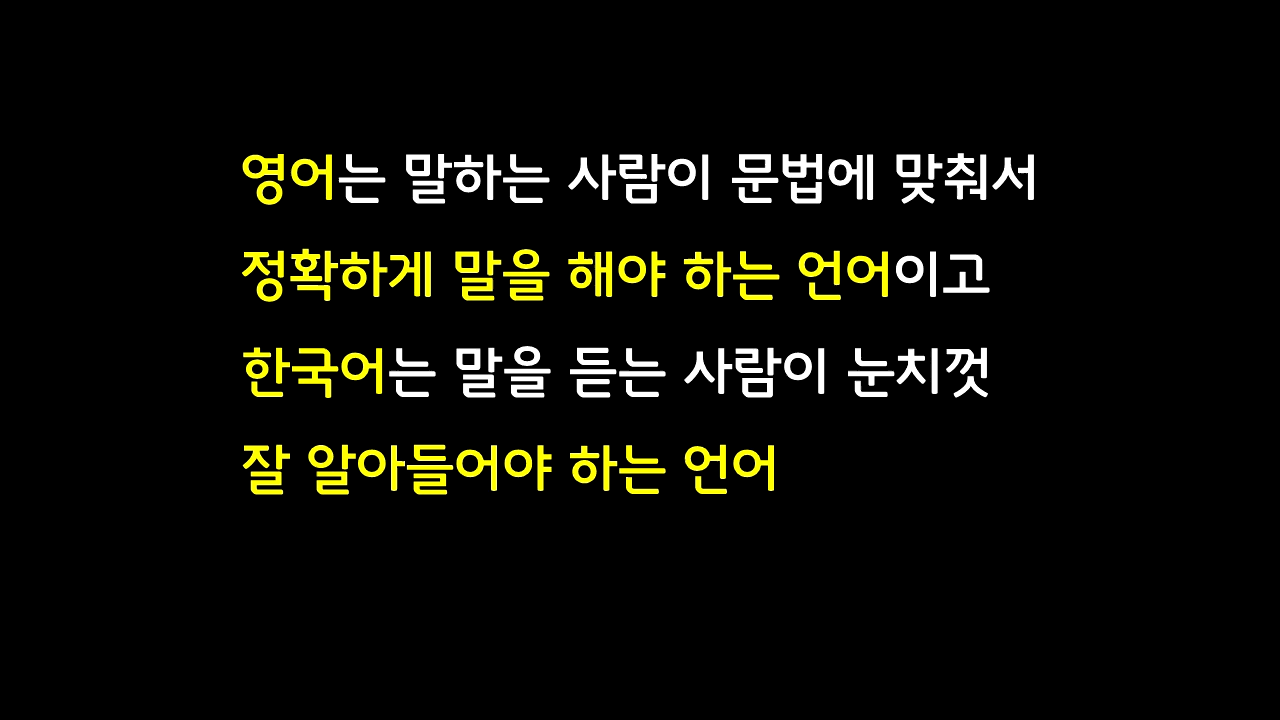 영어는 말하는 사람이 문법에 맞춰서
정확하게 말을 해야 하는 언어이고
한국어는 말을 듣는 사람이 눈치껏
잘 알아들어야 하는 언어